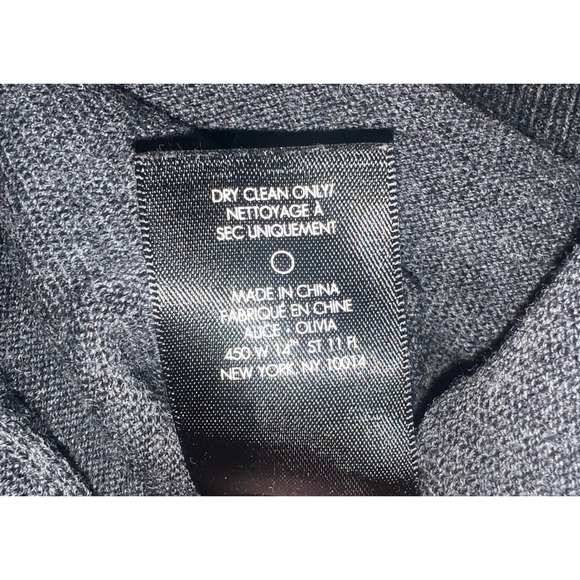 DRY CLEAN ONLY/
NETTOYAGE À
SEC UNIQUEMENT
MADE IN CHINA
FABRIQUÉ EN CHINE
ALICE + OLIVIA
450 W 14TH ST 11 FL
NEW YORK, NY 10014